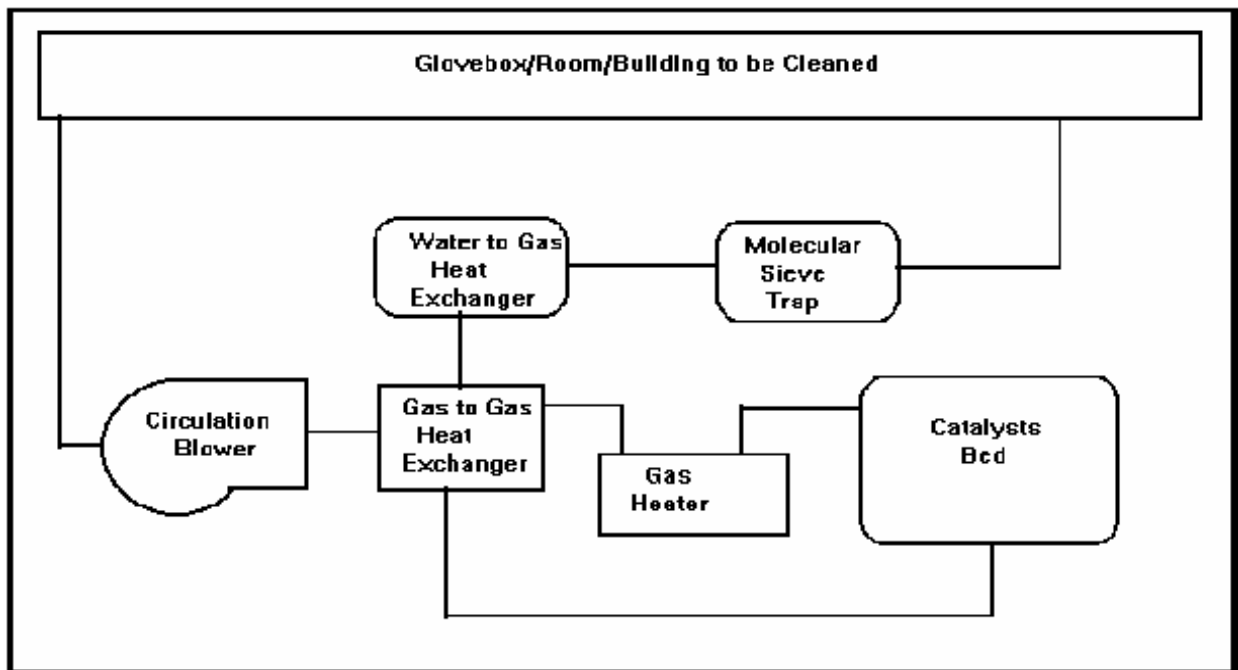 Glovebox/Room/Building to be Cleaned
Water to Gas
Heat
Exchanger
Molecular
Sieve
Trap
Circulation
Blower
Gas to Gas
Heat
Exchanger
Gas
Heater
Catalysts
Bed